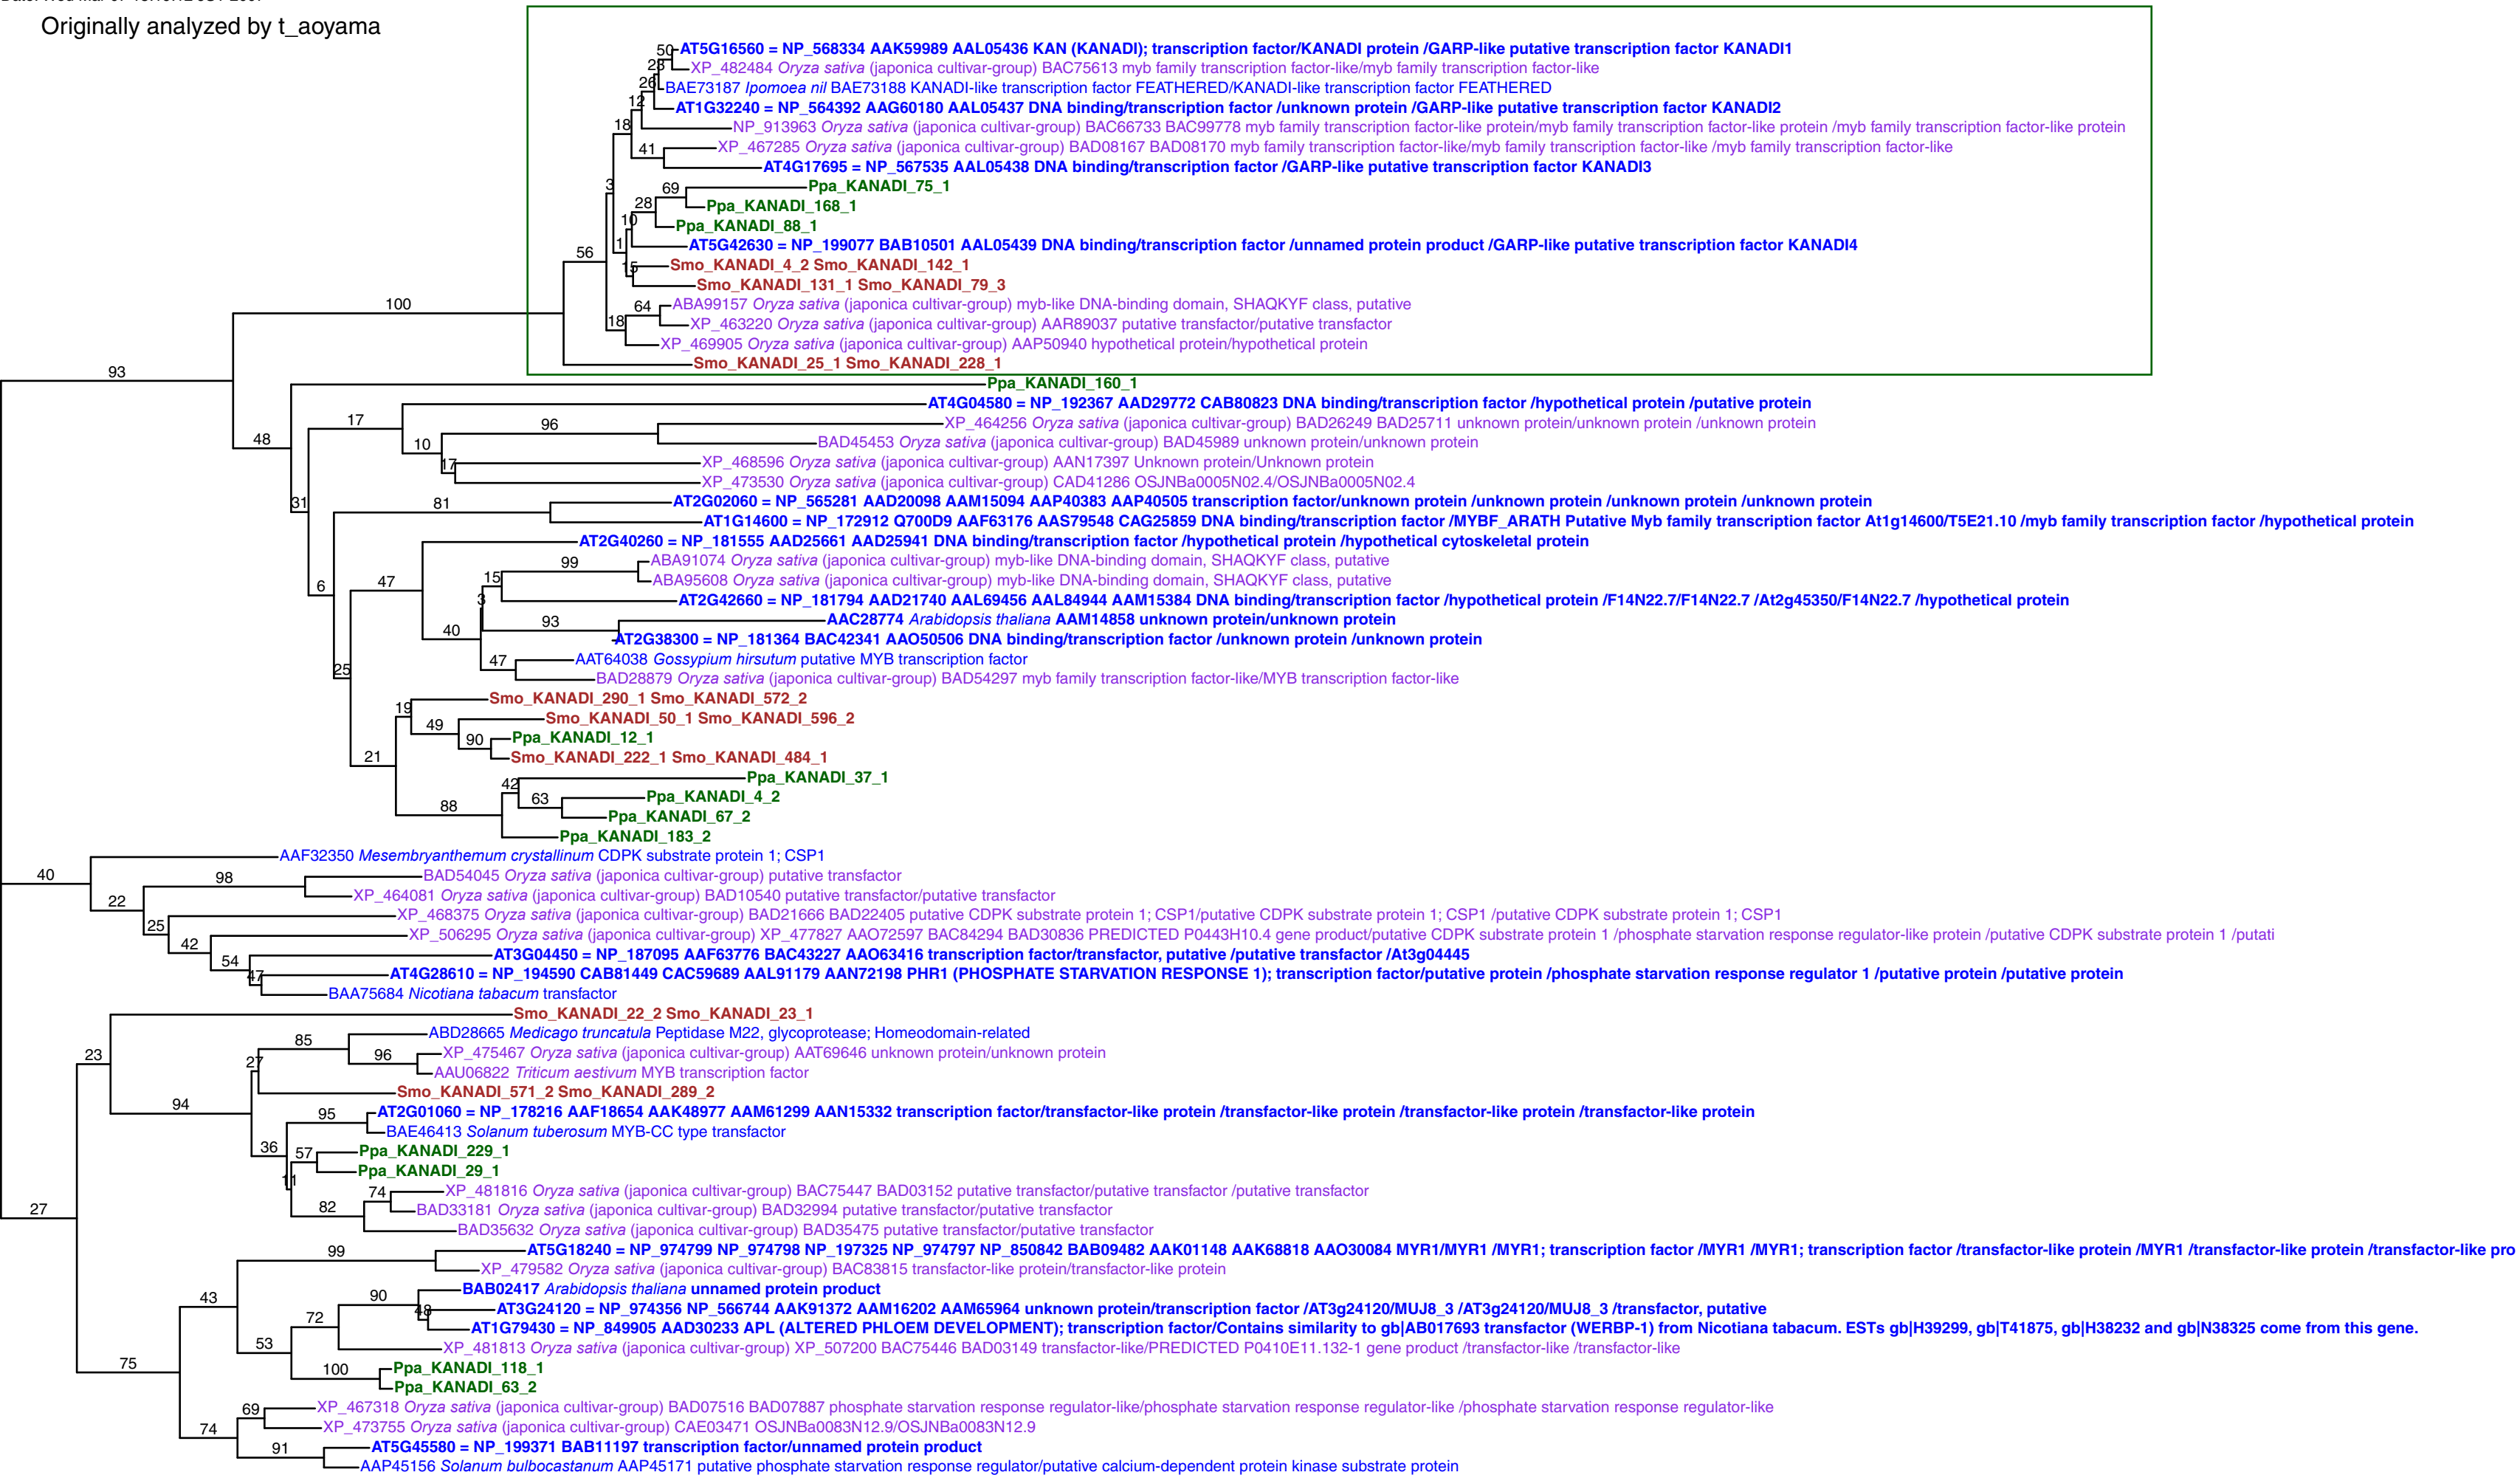 Originally analyzed by t_aoyama
50 AT5G16560 = NP_568334 AAK59989 AAL05436 KAN (KANADI); transcription factor/KANADI protein /GARP-like putative transcription factor KANADI1
23 XP_482484 Oryza sativa (japonica cultivar-group) BAC75613 myb family transcription factor-like/myb family transcription factor-like
26 BAE73187 Ipomoea nil BAE73188 KANADI-like transcription factor FEATHERED/KANADI-like transcription factor FEATHERED
12 AT1G32240 = NP_564392 AAG60180 AAL05437 DNA binding/transcription factor /unknown protein /GARP-like putative transcription factor KANADI2
18 NP_913963 Oryza sativa (japonica cultivar-group) BAC66733 BAC99778 myb family transcription factor-like protein/myb family transcription factor-like protein /myb family transcription factor-like protein
41 XP_467285 Oryza sativa (japonica cultivar-group) BAD08167 BAD08170 myb family transcription factor-like/myb family transcription factor-like /myb family transcription factor-like
AT4G17695 = NP_567535 AAL05438 DNA binding/transcription factor /GARP-like putative transcription factor KANADI3
3 69 Ppa_KANADI_75_1
28 Ppa_KANADI_168_1
10 Ppa_KANADI_88_1
1 AT5G42630 = NP_199077 BAB10501 AAL05439 DNA binding/transcription factor /unnamed protein product /GARP-like putative transcription factor KANADI4
56 15 Smo_KANADI_4_2 Smo_KANADI_142_1
Smo_KANADI_131_1 Smo_KANADI_79_3
100 64 ABA99157 Oryza sativa (japonica cultivar-group) myb-like DNA-binding domain, SHAQKYF class, putative
18 XP_463220 Oryza sativa (japonica cultivar-group) AAR89037 putative transfactor/putative transfactor
XP_469905 Oryza sativa (japonica cultivar-group) AAP50940 hypothetical protein/hypothetical protein
93 Smo_KANADI_25_1 Smo_KANADI_228_1
Ppa_KANADI_160_1
AT4G04580 = NP_192367 AAD29772 CAB80823 DNA binding/transcription factor /hypothetical protein /putative protein
17 96 XP_464256 Oryza sativa (japonica cultivar-group) BAD26249 BAD25711 unknown protein/unknown protein /unknown protein
48 10 BAD45453 Oryza sativa (japonica cultivar-group) BAD45989 unknown protein/unknown protein
17 XP_468596 Oryza sativa (japonica cultivar-group) AAN17397 Unknown protein/Unknown protein
XP_473530 Oryza sativa (japonica cultivar-group) CAD41286 OSJNBa0005N02.4/OSJNBa0005N02.4
31 81 AT2G02060 = NP_565281 AAD20098 AAM15094 AAP40383 AAP40505 transcription factor/unknown protein /unknown protein /unknown protein /unknown protein
AT1G14600 = NP_172912 Q700D9 AAF63176 AAS79548 CAG25859 DNA binding/transcription factor /MYBF_ARATH Putative Myb family transcription factor At1g14600/T5E21.10 /myb family transcription factor /hypothetical protein
AT2G40260 = NP_181555 AAD25661 AAD25941 DNA binding/transcription factor /hypothetical protein /hypothetical cytoskeletal protein
99 ABA91074 Oryza sativa (japonica cultivar-group) myb-like DNA-binding domain, SHAQKYF class, putative
6 47 15 ABA95608 Oryza sativa (japonica cultivar-group) myb-like DNA-binding domain, SHAQKYF class, putative
3 AT2G42660 = NP_181794 AAD21740 AAL69456 AAL84944 AAM15384 DNA binding/transcription factor /hypothetical protein /F14N22.7/F14N22.7 /At2g45350/F14N22.7 /hypothetical protein
93 AAC28774 Arabidopsis thaliana AAM14858 unknown protein/unknown protein
40 AT2G38300 = NP_181364 BAC42341 AAO50506 DNA binding/transcription factor /unknown protein /unknown protein
47 AAT64038 Gossypium hirsutum putative MYB transcription factor
25 BAD28879 Oryza sativa (japonica cultivar-group) BAD54297 myb family transcription factor-like/MYB transcription factor-like
19 Smo_KANADI_290_1 Smo_KANADI_572_2
49 Smo_KANADI_50_1 Smo_KANADI_596_2
90 Ppa_KANADI_12_1
21 Smo_KANADI_222_1 Smo_KANADI_484_1
42 Ppa_KANADI_37_1
88 63 Ppa_KANADI_4_2
Ppa_KANADI_67_2
Ppa_KANADI_183_2
AAF32350 Mesembryanthemum crystallinum CDPK substrate protein 1; CSP1
40 98 BAD54045 Oryza sativa (japonica cultivar-group) putative transfactor
22 XP_464081 Oryza sativa (japonica cultivar-group) BAD10540 putative transfactor/putative transfactor
25 XP_468375 Oryza sativa (japonica cultivar-group) BAD21666 BAD22405 putative CDPK substrate protein 1; CSP1/putative CDPK substrate protein 1; CSP1 /putative CDPK substrate protein 1; CSP1
42 XP_506295 Oryza sativa (japonica cultivar-group) XP_477827 AAO72597 BAC84294 BAD30836 PREDICTED P0443H10.4 gene product/putative CDPK substrate protein 1 /phosphate starvation response regulator-like protein /putative CDPK substrate protein 1 /putati
54 AT3G04450 = NP_187095 AAF63776 BAC43227 AAO63416 transcription factor/transfactor, putative /putative transfactor /At3g04445
47 AT4G28610 = NP_194590 CAB81449 CAC59689 AAL91179 AAN72198 PHR1 (PHOSPHATE STARVATION RESPONSE 1); transcription factor/putative protein /phosphate starvation response regulator 1 /putative protein /putative protein
BAA75684 Nicotiana tabacum transfactor
Smo_KANADI_22_2 Smo_KANADI_23_1
85 ABD28665 Medicago truncatula Peptidase M22, glycoprotease; Homeodomain-related
23 27 96 XP_475467 Oryza sativa (japonica cultivar-group) AAT69646 unknown protein/unknown protein
AAU06822 Triticum aestivum MYB transcription factor
94 Smo_KANADI_571_2 Smo_KANADI_289_2
95 AT2G01060 = NP_178216 AAF18654 AAK48977 AAM61299 AAN15332 transcription factor/transfactor-like protein /transfactor-like protein /transfactor-like protein /transfactor-like protein
BAE46413 Solanum tuberosum MYB-CC type transfactor
36 57 Ppa_KANADI_229_1
11 Ppa_KANADI_29_1
74 XP_481816 Oryza sativa (japonica cultivar-group) BAC75447 BAD03152 putative transfactor/putative transfactor /putative transfactor
27 82 BAD33181 Oryza sativa (japonica cultivar-group) BAD32994 putative transfactor/putative transfactor
BAD35632 Oryza sativa (japonica cultivar-group) BAD35475 putative transfactor/putative transfactor
99 AT5G18240 = NP_974799 NP_974798 NP_197325 NP_974797 NP_850842 BAB09482 AAK01148 AAK68818 AAO30084 MYR1/MYR1 /MYR1; transcription factor /MYR1 /MYR1; transcription factor /transfactor-like protein /MYR1 /transfactor-like protein /transfactor-like pro
XP_479582 Oryza sativa (japonica cultivar-group) BAC83815 transfactor-like protein/transfactor-like protein
43 90 BAB02417 Arabidopsis thaliana unnamed protein product
72 48 AT3G24120 = NP_974356 NP_566744 AAK91372 AAM16202 AAM65964 unknown protein/transcription factor /AT3g24120/MUJ8_3 /AT3g24120/MUJ8_3 /transfactor, putative
AT1G79430 = NP_849905 AAD30233 APL (ALTERED PHLOEM DEVELOPMENT); transcription factor/Contains similarity to gb|AB017693 transfactor (WERBP-1) from Nicotiana tabacum. ESTs gb|H39299, gb|T41875, gb|H38232 and gb|N38325 come from this gene.
53 XP_481813 Oryza sativa (japonica cultivar-group) XP_507200 BAC75446 BAD03149 transfactor-like/PREDICTED P0410E11.132-1 gene product /transfactor-like /transfactor-like
75 100 Ppa_KANADI_118_1
Ppa_KANADI_63_2
69 XP_467318 Oryza sativa (japonica cultivar-group) BAD07516 BAD07887 phosphate starvation response regulator-like/phosphate starvation response regulator-like /phosphate starvation response regulator-like
74 XP_473755 Oryza sativa (japonica cultivar-group) CAE03471 OSJNBa0083N12.9/OSJNBa0083N12.9
91 AT5G45580 = NP_199371 BAB11197 transcription factor/unnamed protein product
AAP45156 Solanum bulbocastanum AAP45171 putative phosphate starvation response regulator/putative calcium-dependent protein kinase substrate protein